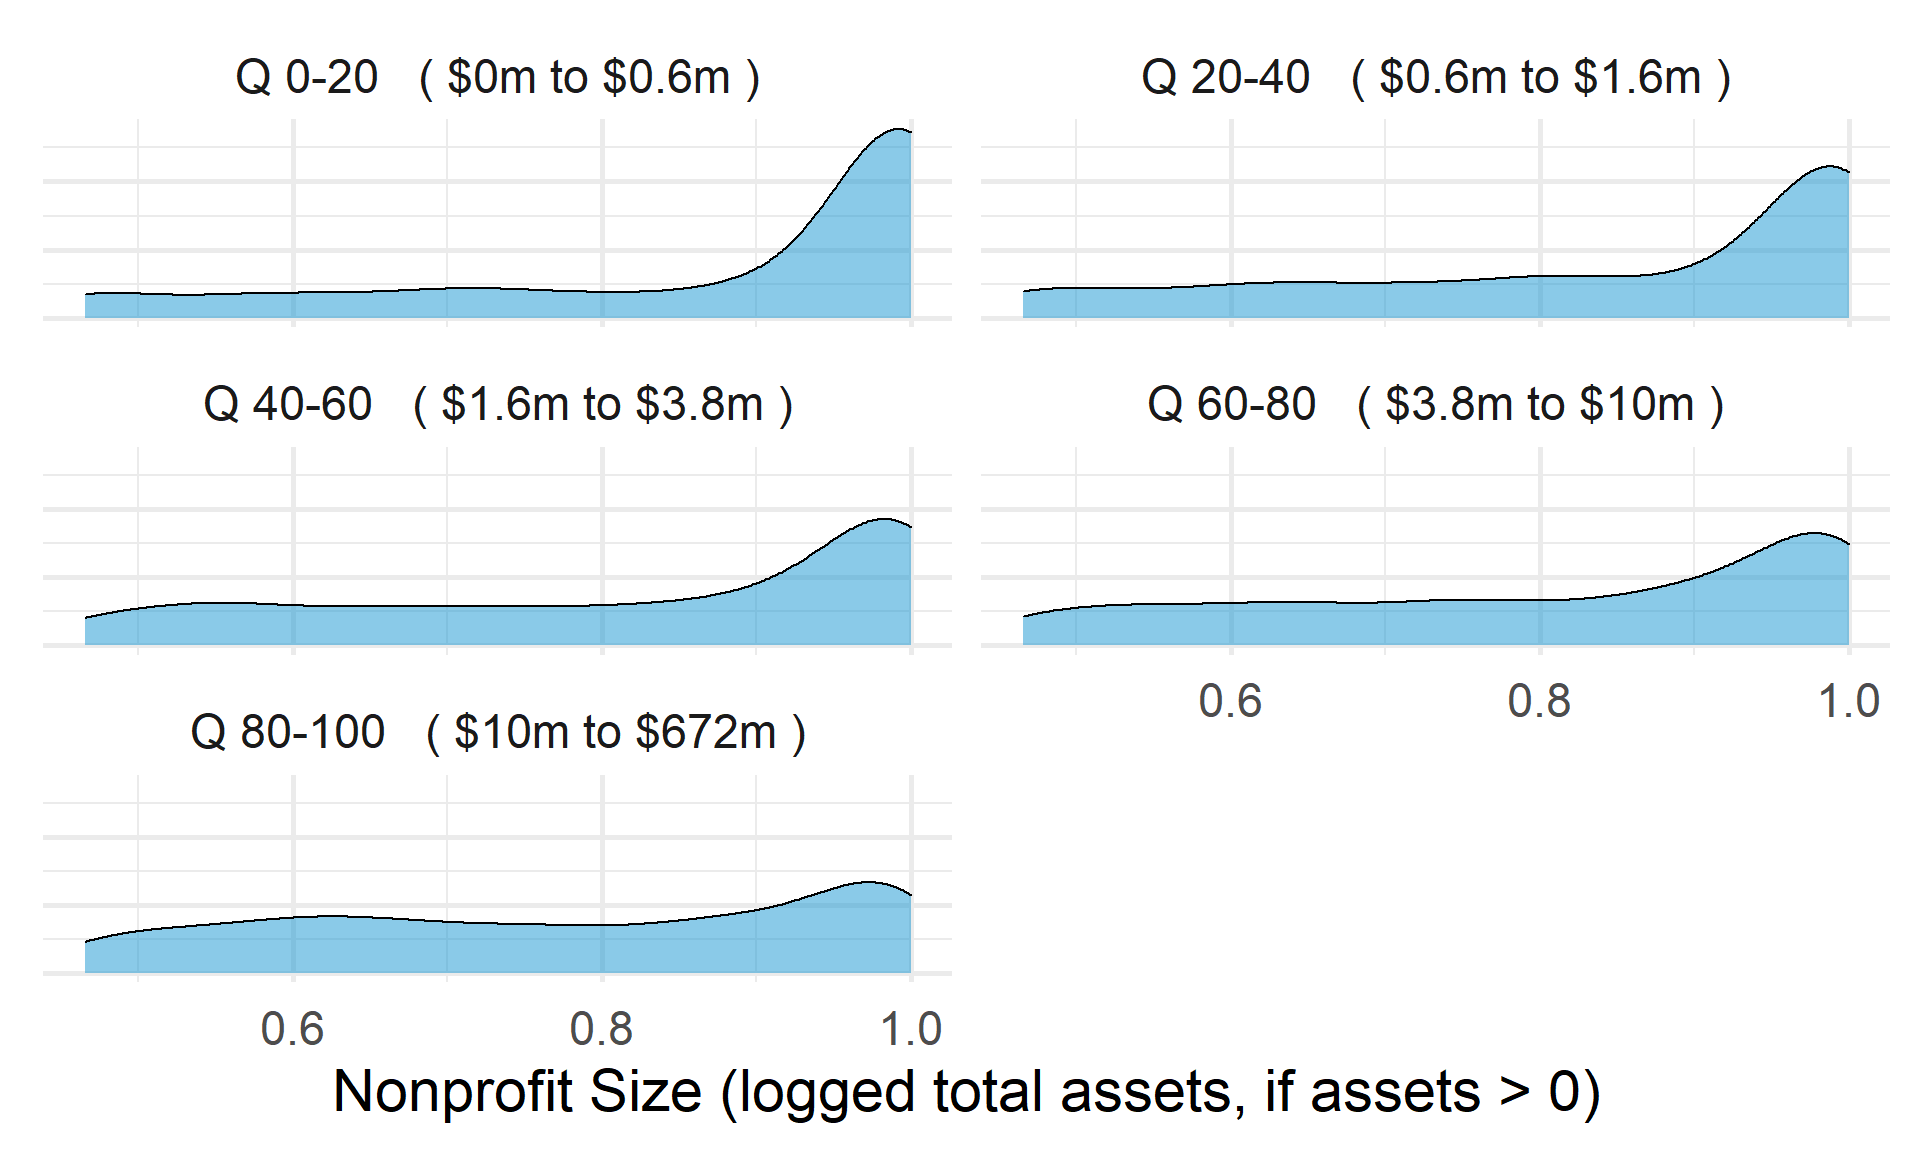 Q 0-20 ( $0m to $0.6m )
Q 20-40 ( $0.6m to $1.6m )
Q 40-60 ( $1.6m to $3.8m )
Q 60-80 ( $3.8m to $10m )
0.6 0.8 1.0
Q 80-100 ( $10m to $672m )
0.6 0.8 1.0
Nonprofit Size (logged total assets, if assets > 0)